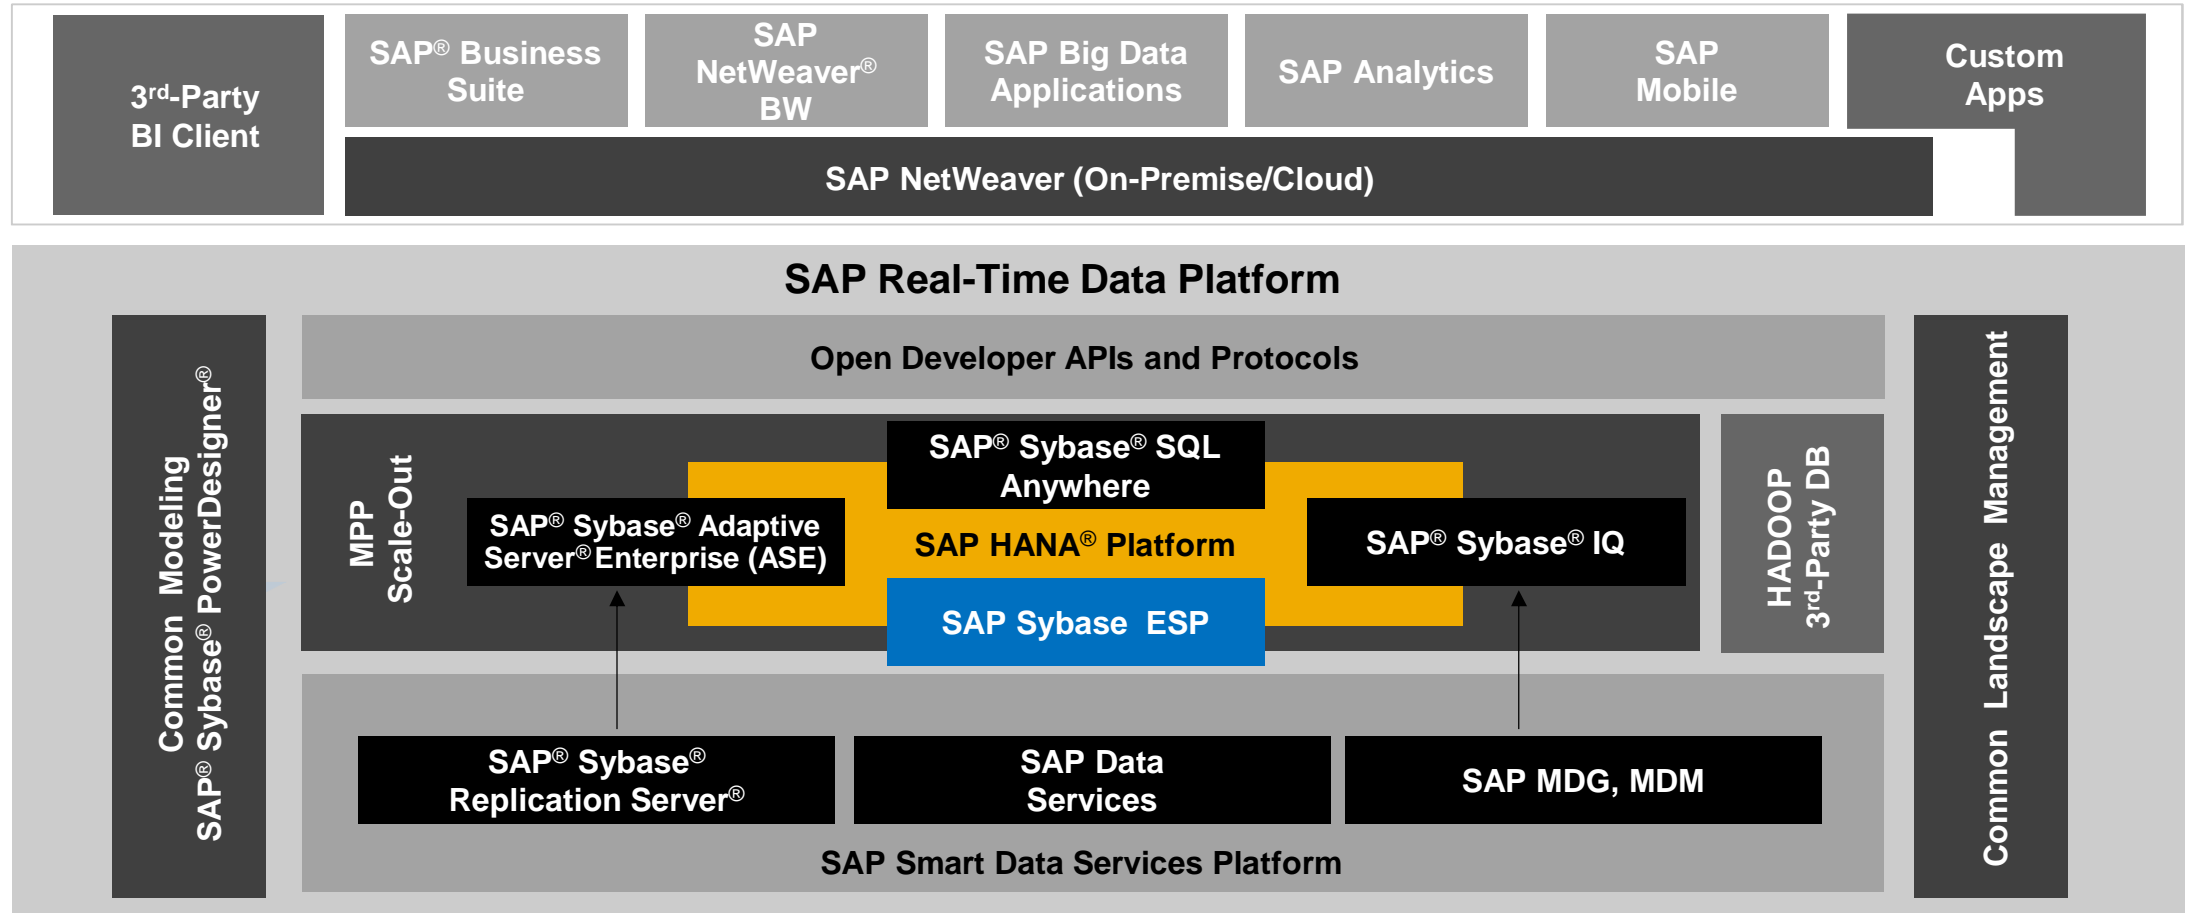 3rd-Party
BI Client
SAP® Business
Suite
SAP
NetWeaver®
BW
SAP Big Data
Applications
SAP Analytics
SAP
Mobile
Custom
Apps
SAP NetWeaver (On-Premise/Cloud)
SAP Real-Time Data Platform
Common Modeling
SAP® Sybase® PowerDesigner®
Open Developer APIs and Protocols
MPP
Scale-Out
SAP® Sybase® SQL
Anywhere
SAP® Sybase® Adaptive
Server® Enterprise (ASE)
SAP HANA® Platform
SAP® Sybase® IQ
SAP Sybase ESP
HADOOP
3rd-Party DB
Common Landscape Management
SAP® Sybase®
Replication Server®
SAP Data
Services
SAP MDG, MDM
SAP Smart Data Services Platform